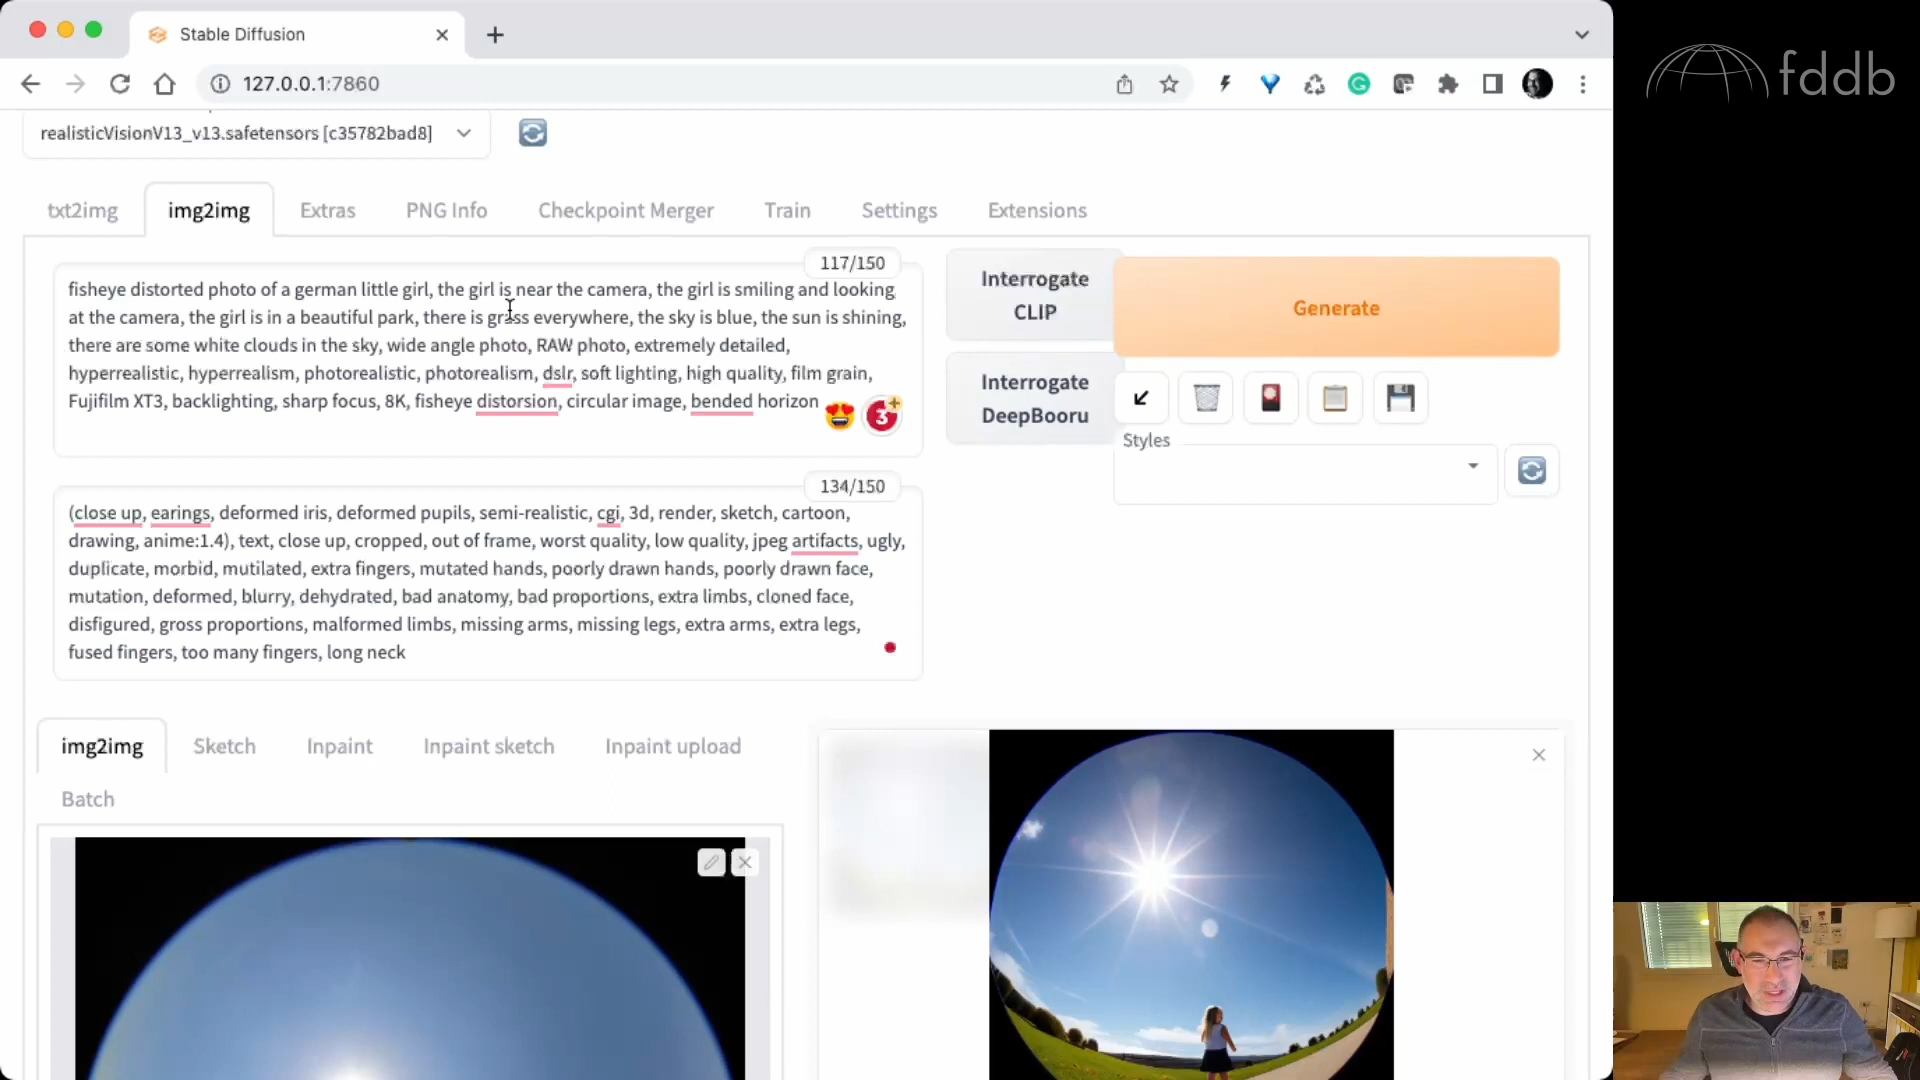 Stable Diffusion
127.0.0.1:7860
fddb
realisticVisionV13_v13.safetensors [c35782bad8]
txt2img
img2img
Extras
PNG Info
Checkpoint Merger
Train
Settings
Extensions
117/150
fisheye distorted photo of a german little girl, the girl is near the camera, the girl is smiling and looking
at the camera, the girl is in a beautiful park, there is grass everywhere, the sky is blue, the sun is shining,
there are some white clouds in the sky, wide angle photo, RAW photo, extremely detailed,
hyperrealistic, hyperrealism, photorealistic, photorealism, dslr, soft lighting, high quality, film grain,
Fujifilm XT3, backlighting, sharp focus, 8K, fisheye distorsion, circular image, bended horizon
3
Interrogate
CLIP
Generate
Interrogate
DeepBooru
Styles
134/150
(close up, earings, deformed iris, deformed pupils, semi-realistic, cgi, 3d, render, sketch, cartoon,
drawing, anime:1.4), text, close up, cropped, out of frame, worst quality, low quality, jpeg artifacts, ugly,
duplicate, morbid, mutilated, extra fingers, mutated hands, poorly drawn hands, poorly drawn face,
mutation, deformed, blurry, dehydrated, bad anatomy, bad proportions, extra limbs, cloned face,
disfigured, gross proportions, malformed limbs, missing arms, missing legs, extra arms, extra legs,
fused fingers, too many fingers, long neck
img2img
Sketch
Inpaint
Inpaint sketch
Inpaint upload
Batch